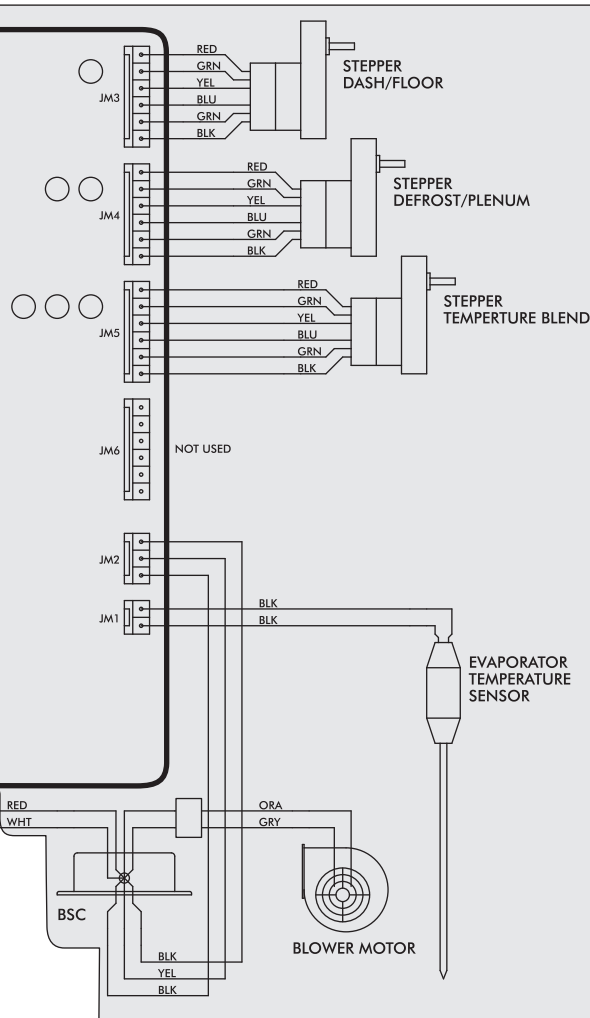 RED
GRN
YEL
BLU
GRN
BLK
JM3
STEPPER
DASH/FLOOR
RED
GRN
YEL
BLU
GRN
BLK
JM4
STEPPER
DEFROST/PLENUM
RED
GRN
YEL
BLU
GRN
BLK
JM5
STEPPER
TEMPERTURE BLEND
JM6
NOT USED
JM2
JM1
BLK
BLK
EVAPORATOR
TEMPERATURE
SENSOR
RED
WHT
ORA
GRY
BSC
BLOWER MOTOR
BLK
YEL
BLK